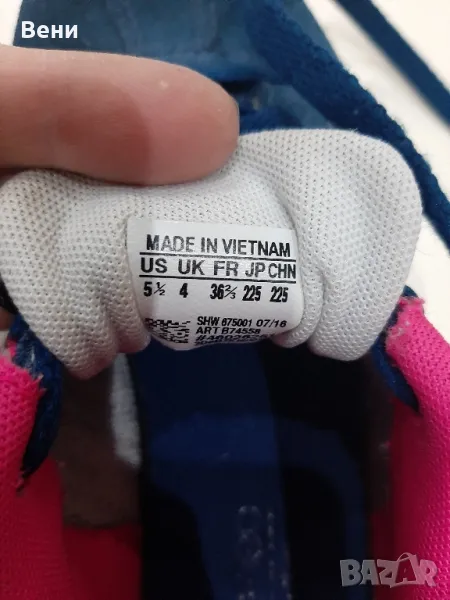 Вени
MADE IN VIETNAM
US UK FR JP CHN
5½ 4 36⅔ 225 225
SHW 675001 07/16
ART B74558
BAZAR